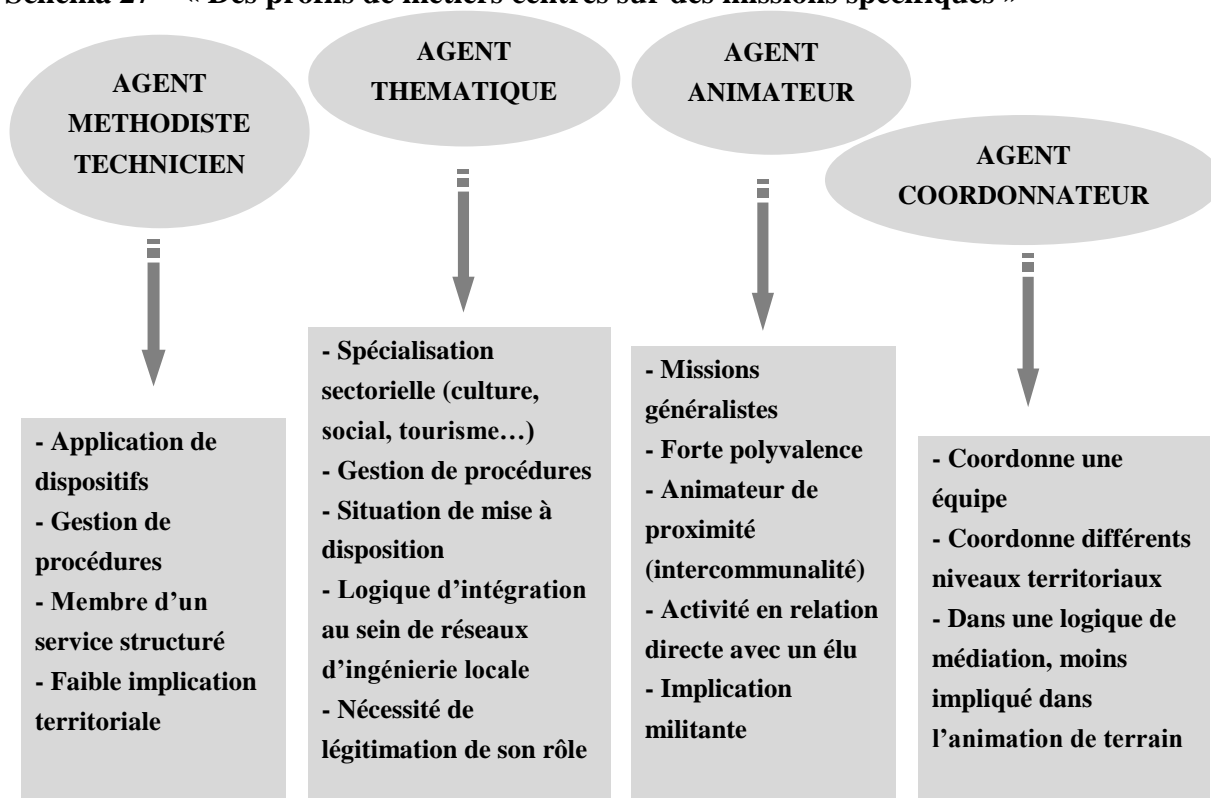 Schéma 27 – « Des profils de métiers centrés sur des missions spécifiques »
AGENT
METHODISTE
TECHNICIEN
AGENT
THEMATIQUE
AGENT
ANIMATEUR
AGENT
COORDONNATEUR
- Application de
dispositifs
- Gestion de
procédures
- Membre d’un
service structuré
- Faible implication
territoriale
- Spécialisation
sectorielle (culture,
social, tourisme…)
- Gestion de procédures
- Situation de mise à
disposition
- Logique d’intégration
au sein de réseaux
d’ingénierie locale
- Nécessité de
légitimation de son rôle
- Missions
généralistes
- Forte polyvalence
- Animateur de
proximité
(intercommunalité)
- Activité en relation
directe avec un élu
- Implication
militante
- Coordonne une
équipe
- Coordonne différents
niveaux territoriaux
- Dans une logique de
médiation, moins
impliqué dans
l’animation de terrain